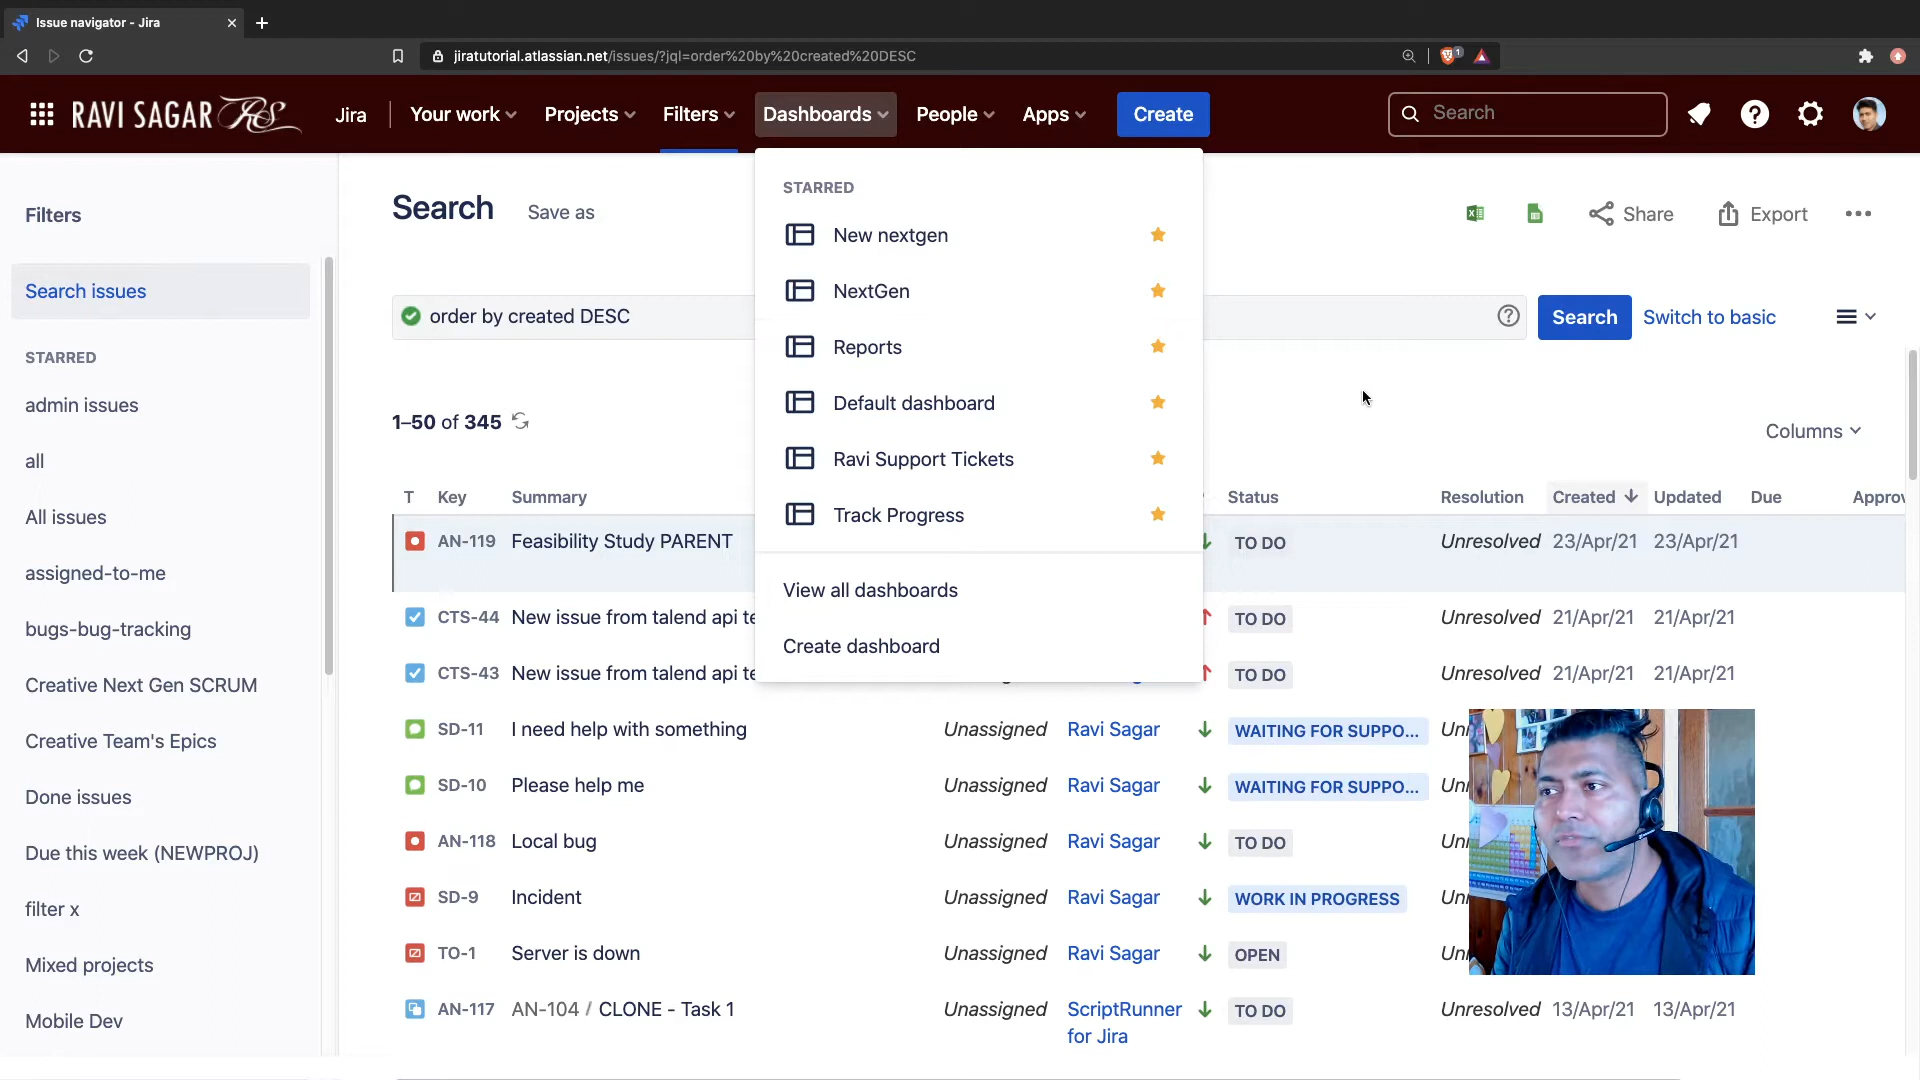 Issue navigator - Jira
jiratutorial.atlassian.net/issues/?jql=order%20by%20created%20DESC
1
RAVI SAGAR RS
Jira
Your work
Projects
Filters
Dashboards
People
Apps
Create
Search
Filters
Search issues
STARRED
admin issues
all
All issues
assigned-to-me
bugs-bug-tracking
Creative Next Gen SCRUM
Creative Team's Epics
Done issues
Due this week (NEWPROJ)
filter x
Mixed projects
Mobile Dev
Search
Save as
Share
Export
order by created DESC
Search
Switch to basic
1–50 of 345
Columns
STARRED
New nextgen
NextGen
Reports
Default dashboard
Ravi Support Tickets
Track Progress
View all dashboards
Create dashboard
T Key Summary Status Resolution Created Updated Due Approv
AN-119 Feasibility Study PARENT TO DO Unresolved 23/Apr/21 23/Apr/21
CTS-44 New issue from talend api te TO DO Unresolved 21/Apr/21 21/Apr/21
CTS-43 New issue from talend api te TO DO Unresolved 21/Apr/21 21/Apr/21
SD-11 I need help with something Unassigned Ravi Sagar WAITING FOR SUPPO... Un
SD-10 Please help me Unassigned Ravi Sagar WAITING FOR SUPPO... Un
AN-118 Local bug Unassigned Ravi Sagar TO DO Un
SD-9 Incident Unassigned Ravi Sagar WORK IN PROGRESS Un
TO-1 Server is down Unassigned Ravi Sagar OPEN Un
AN-117 AN-104 / CLONE - Task 1 Unassigned ScriptRunner TO DO Unresolved 13/Apr/21 13/Apr/21
for Jira